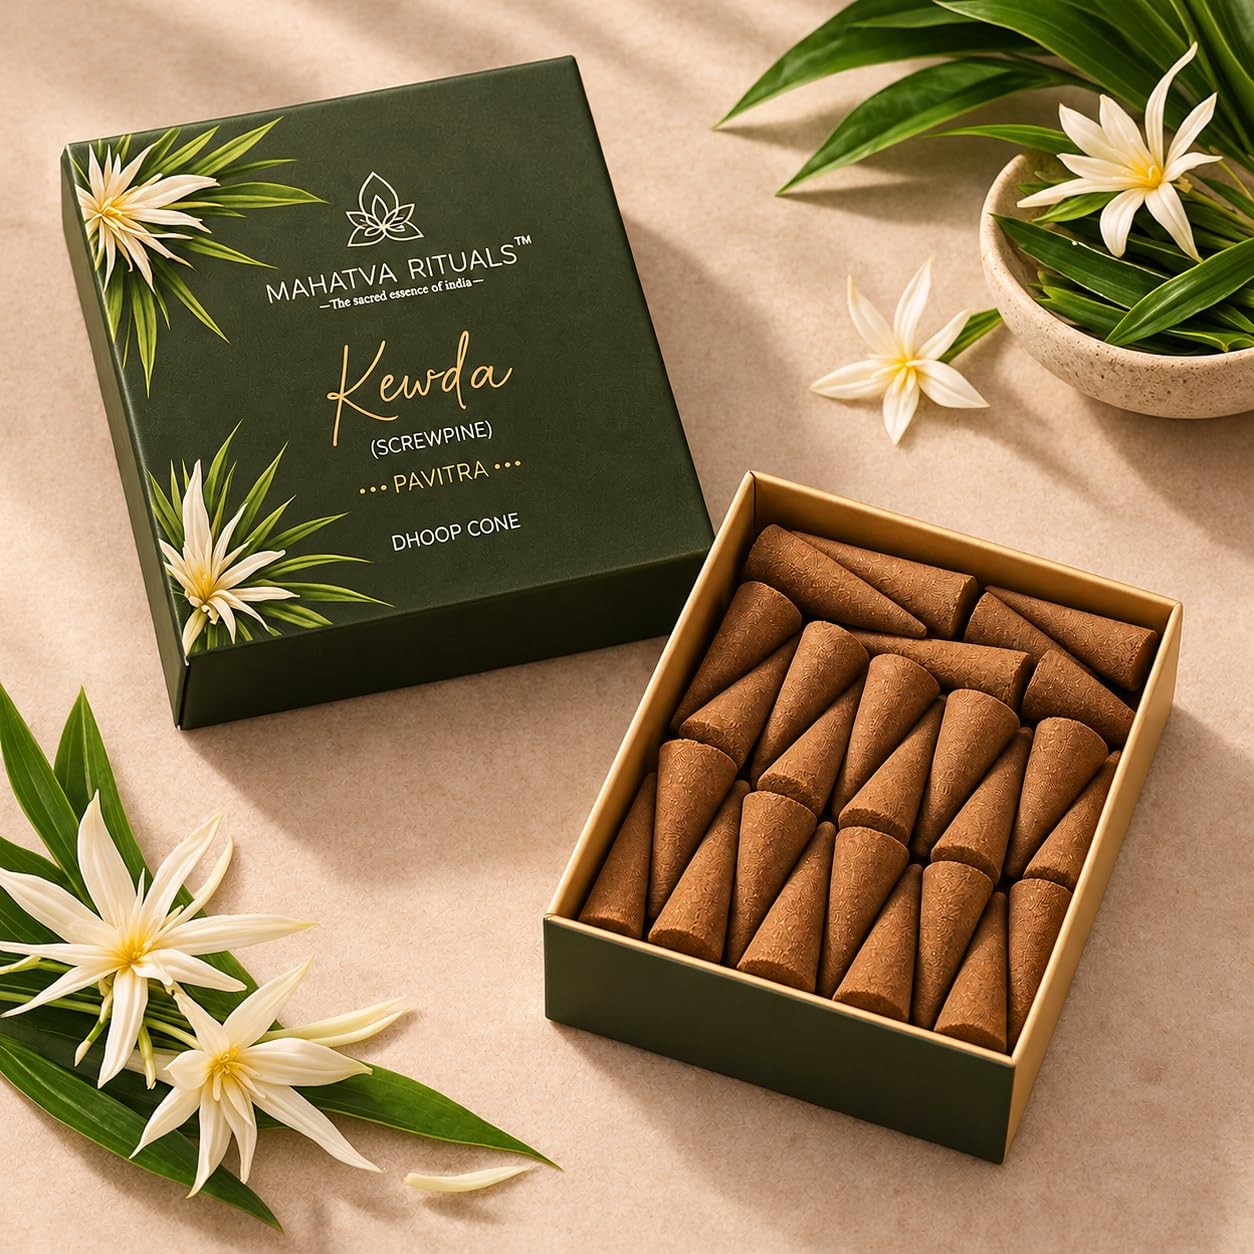 MAHATVA RITUALS™
—The sacred essence of india—
Kewda
(SCREWPINE)
••• PAVITRA •••
DHOOP CONE